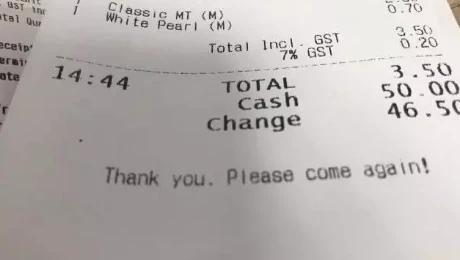 1 Classic MT (M)
White Pearl (M) 0.70
Total Incl. GST 3.50
7% GST 0.20
14:44 TOTAL 3.50
Cash 50.00
Change 46.50
Thank you. Please come again!